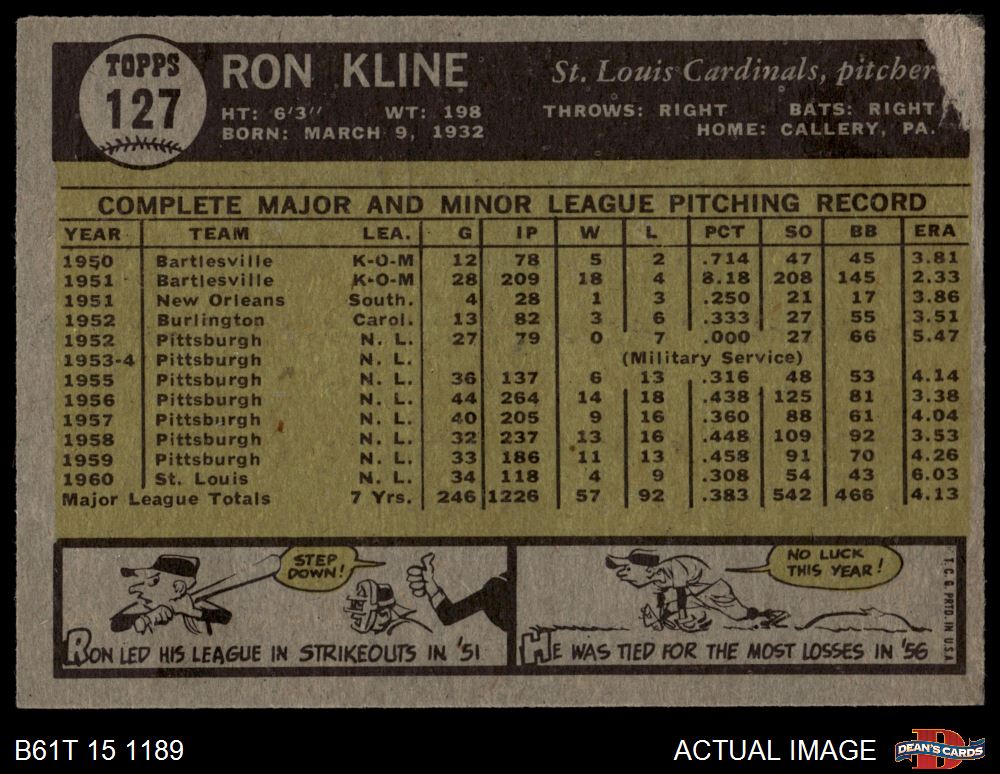 TOPPS
127
RON KLINE
St. Louis Cardinals, pitcher
HT: 6'3" WT: 198
THROWS: RIGHT BATS: RIGHT
BORN: MARCH 9, 1932
HOME: CALLERY, PA.
COMPLETE MAJOR AND MINOR LEAGUE PITCHING RECORD
YEAR TEAM LEA. G IP W L PCT SO BB ERA
1950 Bartlesville K-O-M 12 78 5 2 .714 47 45 3.81
1951 Bartlesville K-O-M 28 209 18 4 8.18 208 145 2.33
1951 New Orleans South. 4 28 1 3 .250 21 17 3.86
1952 Burlington Carol. 13 82 3 6 .333 27 55 3.51
1952 Pittsburgh N. L. 27 79 0 7 .000 27 66 5.47
1953-4 Pittsburgh N. L. (Military Service)
1955 Pittsburgh N. L. 36 137 6 13 .316 48 53 4.14
1956 Pittsburgh N. L. 44 264 14 18 .438 125 81 3.38
1957 Pittsburgh N. L. 40 205 9 16 .360 88 61 4.04
1958 Pittsburgh N. L. 32 237 13 16 .448 109 92 3.53
1959 Pittsburgh N. L. 33 186 11 13 .458 91 70 4.26
1960 St. Louis N. L. 34 118 4 9 .308 54 43 6.03
Major League Totals 7 Yrs. 246 1226 57 92 .383 542 466 4.13
STEP
DOWN!
RON LED HIS LEAGUE IN STRIKEOUTS IN '51
NO LUCK
THIS YEAR!
HE WAS TIED FOR THE MOST LOSSES IN '56
T.C.G. PRTD. IN U.S.A.
B61T 15 1189
ACTUAL IMAGE
D
DEAN'S CARDS